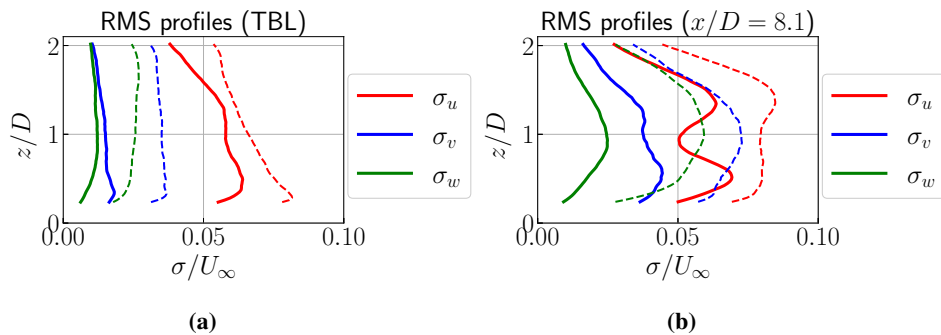 RMS profiles (TBL)
2
1
0
z/D
0.00
0.05
0.10
σ/U∞
σu
σv
σw
(a)
RMS profiles (x/D = 8.1)
2
1
0
z/D
0.00
0.05
0.10
σ/U∞
σu
σv
σw
(b)